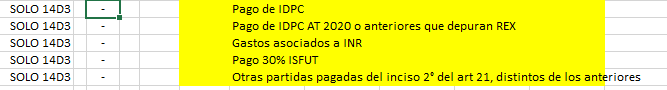 SOLO 14D3 - Pago de IDPC
SOLO 14D3 - Pago de IDPC AT 2020 o anteriores que depuran REX
SOLO 14D3 - Gastos asociados a INR
SOLO 14D3 - Pago 30% ISFUT
SOLO 14D3 - Otras partidas pagadas del inciso 2° del art 21, distintos de los anteriores